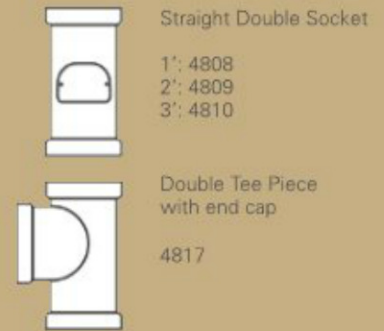 Straight Double Socket
1': 4808
2': 4809
3': 4810
Double Tee Piece
with end cap
4817